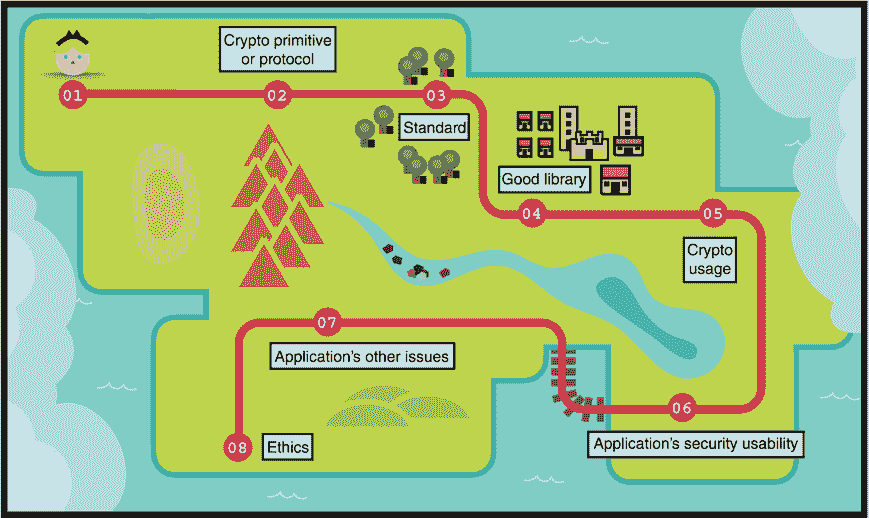 Crypto primitive
or protocol
01
02
03
Standard
Good library
04
05
Crypto
usage
07
Application's other issues
06
Application's security usability
08
Ethics